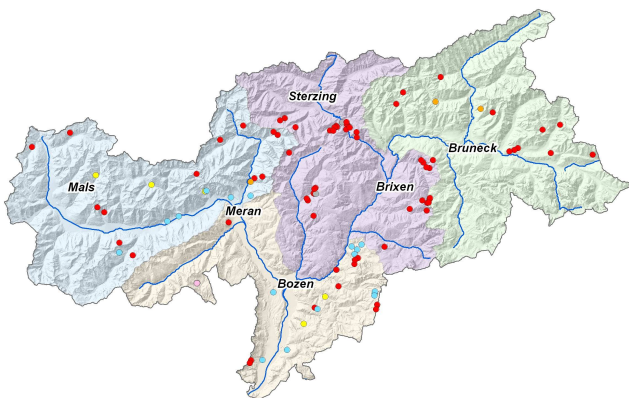 Sterzing
Bruneck
Mals
Brixen
Meran
Bozen